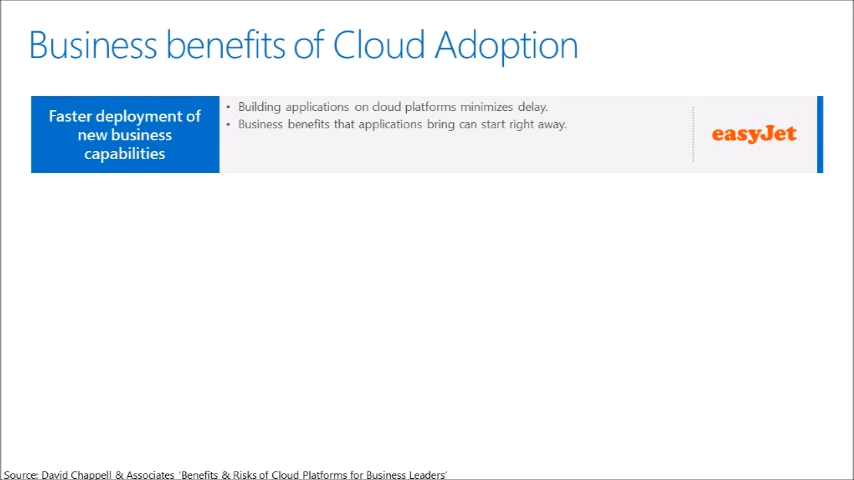 Business benefits of Cloud Adoption
Faster deployment of
new business
capabilities
• Building applications on cloud platforms minimizes delay.
• Business benefits that applications bring can start right away.
easyJet
Source: David Chappell & Associates ‘Benefits & Risks of Cloud Platforms for Business Leaders’